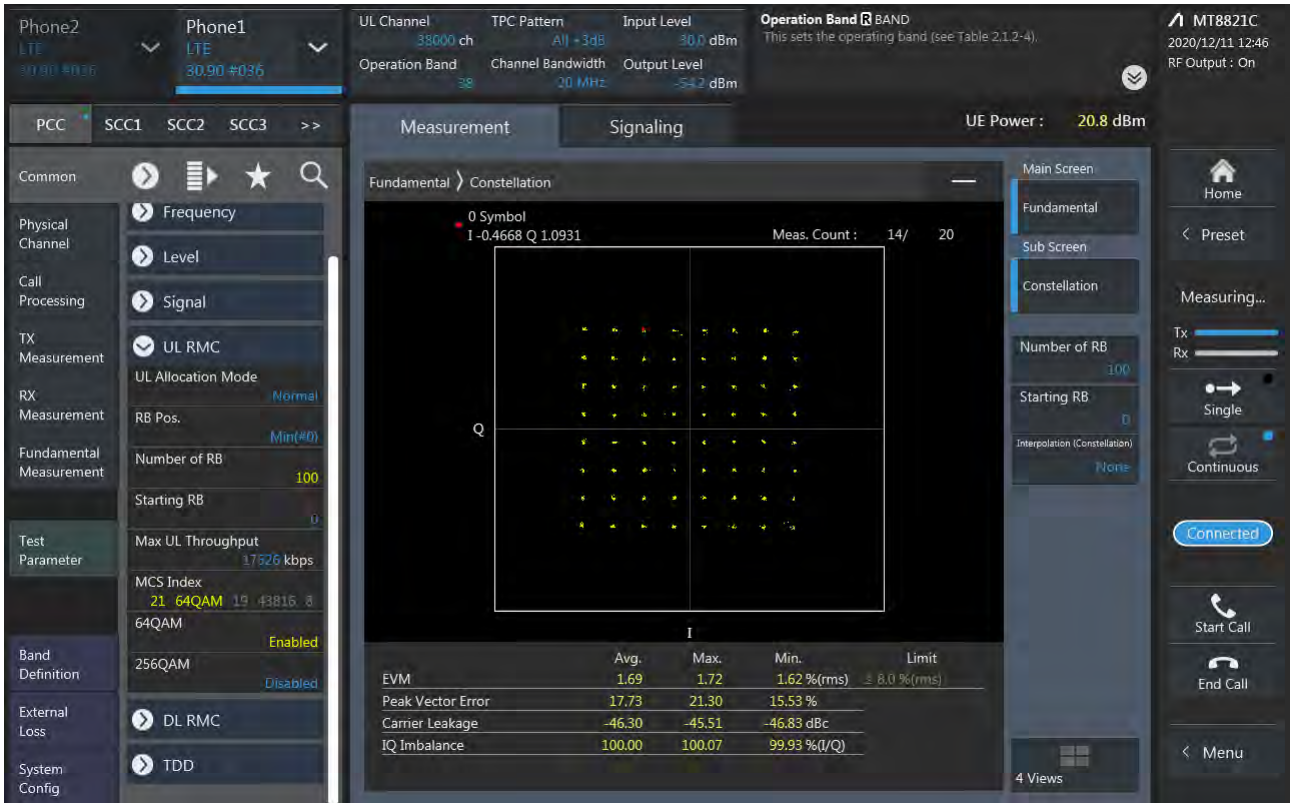 Phone2
LTE
30.90 #036
Phone1
LTE
30.90 #036
UL Channel
38000 ch
TPC Pattern
All +3dB
Input Level
30.0 dBm
Operation Band
38
Channel Bandwidth
20 MHz
Output Level
-54.2 dBm
Operation Band R BAND
This sets the operating band (see Table 2.1.2-4).
MT8821C
2020/12/11 12:46
RF Output : On
PCC SCC1 SCC2 SCC3 >>
Measurement
Signaling
UE Power : 20.8 dBm
Common
Physical
Channel
Call
Processing
TX
Measurement
RX
Measurement
Fundamental
Measurement
Test
Parameter
Band
Definition
External
Loss
System
Config
Frequency
Level
Signal
UL RMC
UL Allocation Mode
Normal
RB Pos.
Min(#0)
Number of RB
100
Starting RB
0
Max UL Throughput
17526 kbps
MCS Index
21 64QAM 19 43816 8
64QAM
Enabled
256QAM
Disabled
DL RMC
TDD
Fundamental > Constellation
0 Symbol
I -0.4668 Q 1.0931
Meas. Count : 14/ 20
Q
I
Avg. Max. Min. Limit
EVM 1.69 1.72 1.62 %(rms) ≤ 8.0 %(rms)
Peak Vector Error 17.73 21.30 15.53 %
Carrier Leakage -46.30 -45.51 -46.83 dBc
IQ Imbalance 100.00 100.07 99.93 %(I/Q)
Main Screen
Fundamental
Sub Screen
Constellation
Number of RB
100
Starting RB
0
Interpolation (Constellation)
None
4 Views
Home
< Preset
Measuring...
Tx
Rx
Single
Continuous
Connected
Start Call
End Call
< Menu